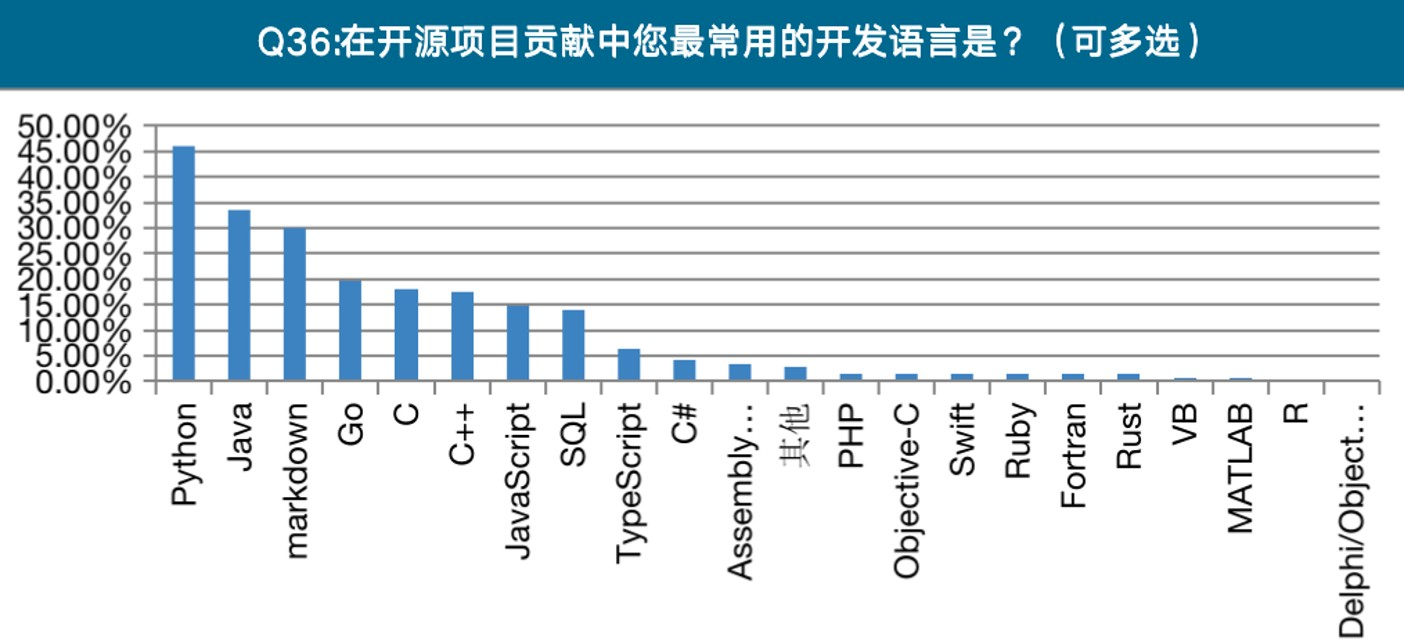 Q36:在开源项目贡献中您最常用的开发语言是？（可多选）
50.00%
45.00%
40.00%
35.00%
30.00%
25.00%
20.00%
15.00%
10.00%
5.00%
0.00%
Python
Java
markdown
Go
C
C++
JavaScript
SQL
TypeScript
C#
Assembly…
其他
PHP
Objective-C
Swift
Ruby
Fortran
Rust
VB
MATLAB
R
Delphi/Object…